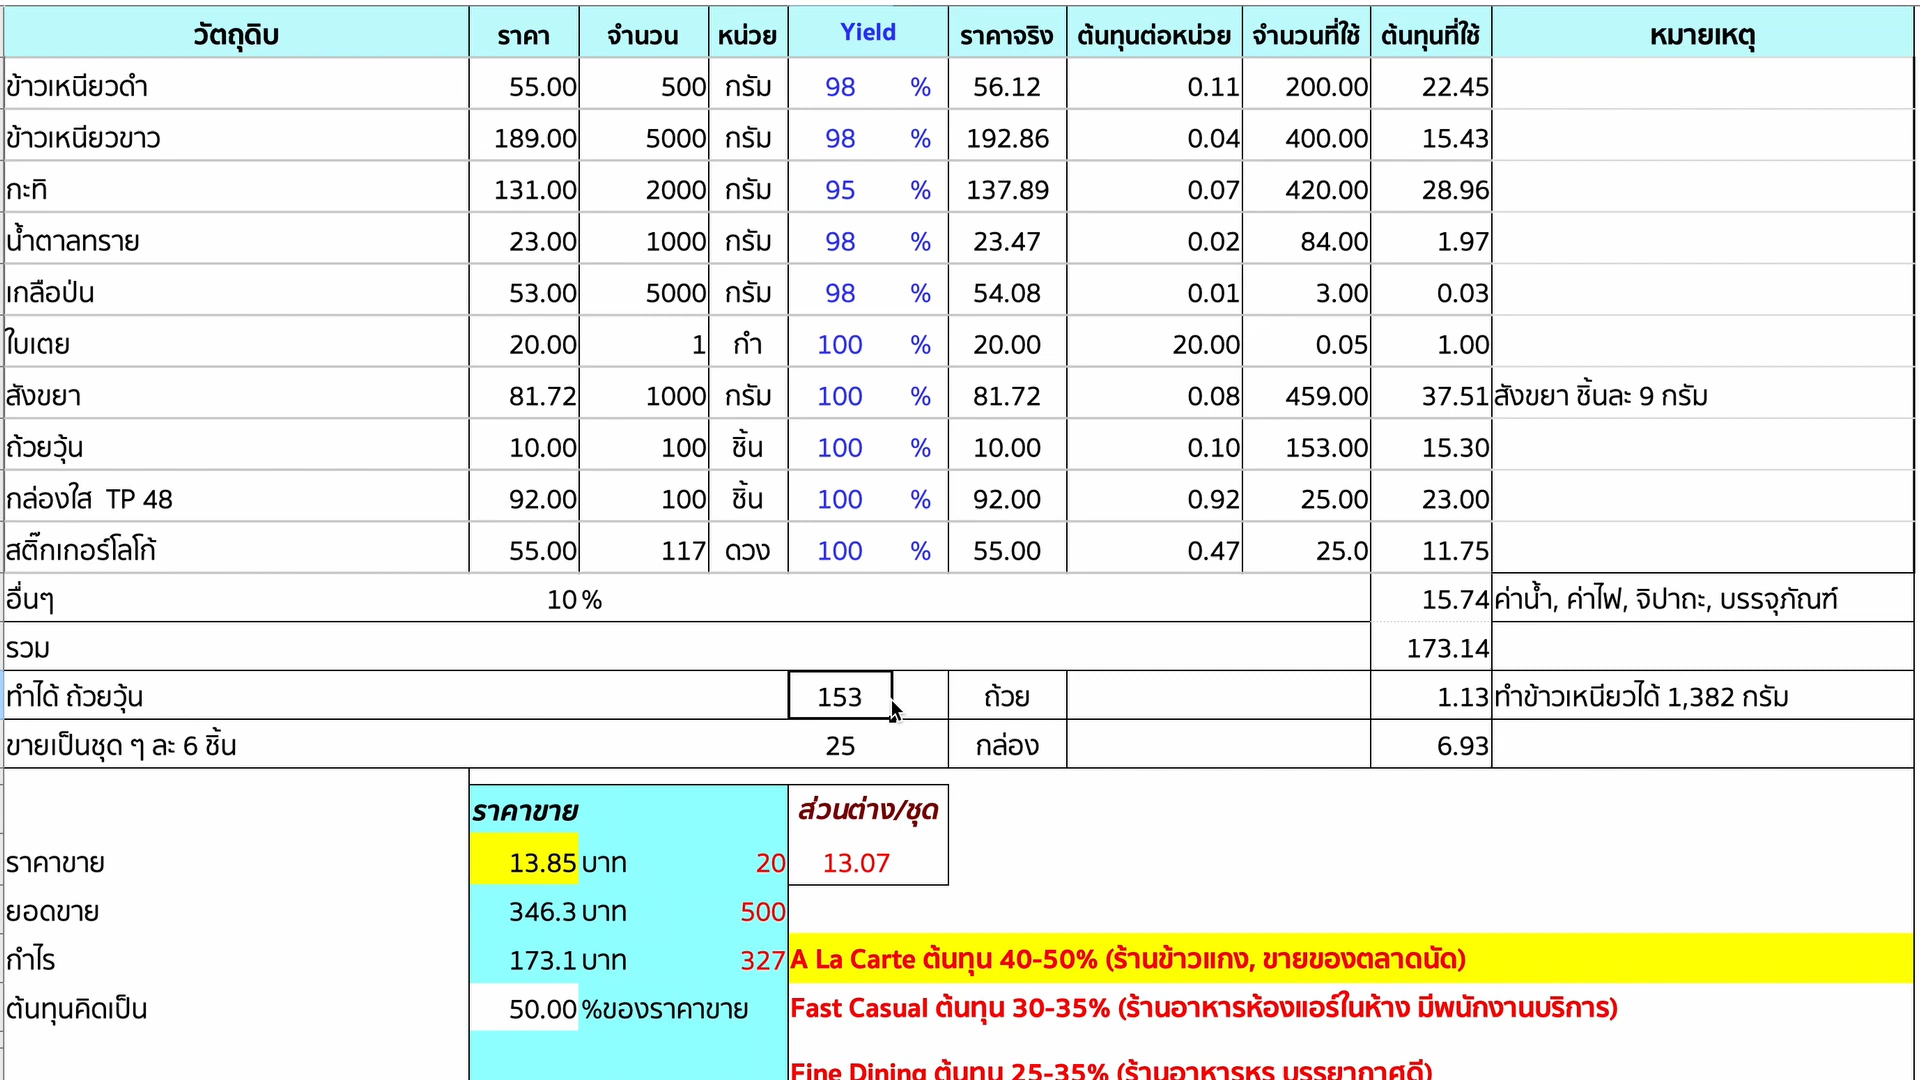 วัตถุดิบ ราคา จำนวน หน่วย Yield ราคาจริง ต้นทุนต่อหน่วย จำนวนที่ใช้ ต้นทุนที่ใช้ หมายเหตุ
ข้าวเหนียวดำ 55.00 500 กรัม 98 % 56.12 0.11 200.00 22.45
ข้าวเหนียวขาว 189.00 5000 กรัม 98 % 192.86 0.04 400.00 15.43
กะทิ 131.00 2000 กรัม 95 % 137.89 0.07 420.00 28.96
น้ำตาลทราย 23.00 1000 กรัม 98 % 23.47 0.02 84.00 1.97
เกลือป่น 53.00 5000 กรัม 98 % 54.08 0.01 3.00 0.03
ใบเตย 20.00 1 กำ 100 % 20.00 20.00 0.05 1.00
สังขยา 81.72 1000 กรัม 100 % 81.72 0.08 459.00 37.51 สังขยา ชิ้นละ 9 กรัม
ถ้วยวุ้น 10.00 100 ชิ้น 100 % 10.00 0.10 153.00 15.30
กล่องใส TP 48 92.00 100 ชิ้น 100 % 92.00 0.92 25.00 23.00
สติ๊กเกอร์โลโก้ 55.00 117 ดวง 100 % 55.00 0.47 25.0 11.75
อื่นๆ 10 % 15.74 ค่าน้ำ, ค่าไฟ, จิปาถะ, บรรจุภัณฑ์
รวม 173.14
ทำได้ ถ้วยวุ้น 153 ถ้วย 1.13 ทำข้าวเหนียวได้ 1,382 กรัม
ขายเป็นชุด ๆ ละ 6 ชิ้น 25 กล่อง 6.93
ราคาขาย ส่วนต่าง/ชุด
ราคาขาย 13.85 บาท 20 13.07
ยอดขาย 346.3 บาท 500
กำไร 173.1 บาท 327 A La Carte ต้นทุน 40-50% (ร้านข้าวแกง, ขายของตลาดนัด)
ต้นทุนคิดเป็น 50.00 %ของราคาขาย Fast Casual ต้นทุน 30-35% (ร้านอาหารห้องแอร์ในห้าง มีพนักงานบริการ)
Fine Dining ต้นทุน 25-35% (ร้านอาหารหรู บรรยากาศดี)